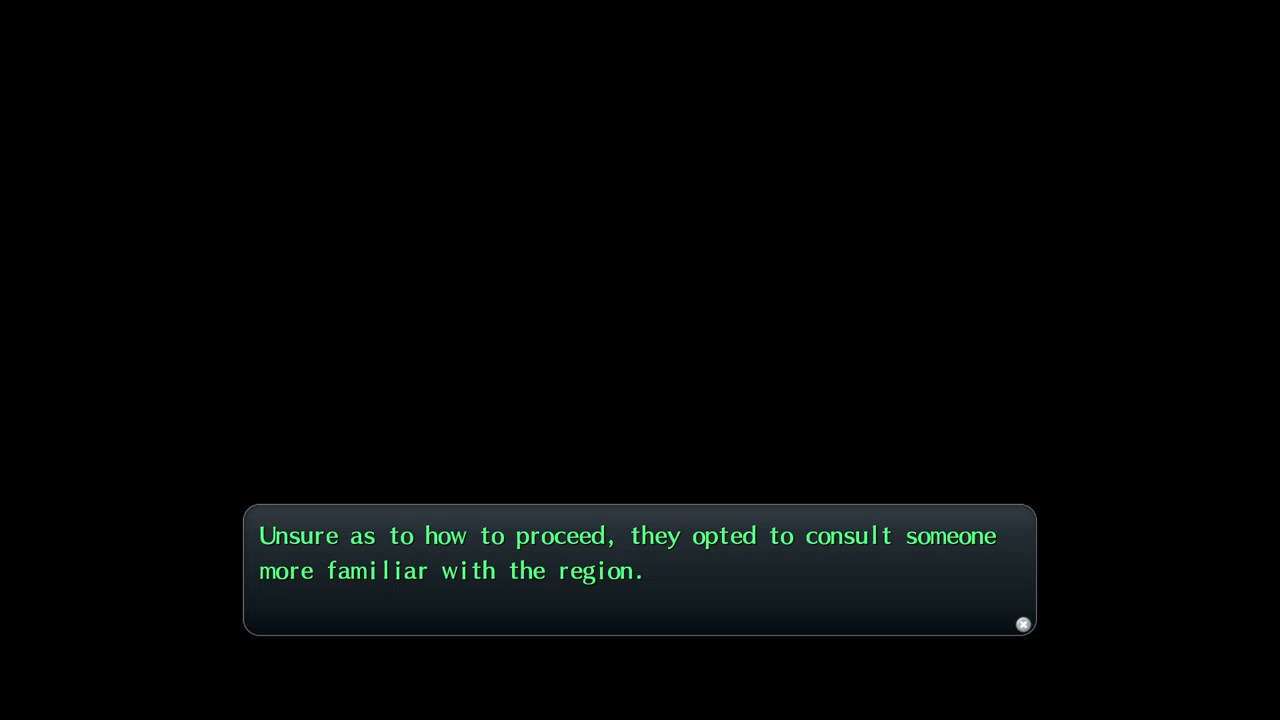 Unsure as to how to proceed, they opted to consult someone
more familiar with the region.